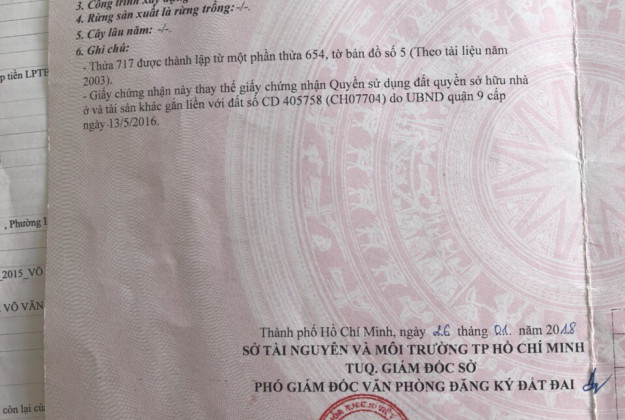 3. Công trình xây dựng
4. Rừng sản xuất là rừng trồng: -/-.
5. Cây lâu năm: -/-.
6. Ghi chú:
- Thửa 717 được thành lập từ một phần thửa 654, tờ bản đồ số 5 (Theo tài liệu năm
2003).
- Giấy chứng nhận này thay thế giấy chứng nhận Quyền sử dụng đất quyền sở hữu nhà
ở và tài sản khác gắn liền với đất số CD 405758 (CH07704) do UBND quận 9 cấp
ngày 13/5/2016.
Thành phố Hồ Chí Minh, ngày 26 tháng 01. năm 2018
SỞ TÀI NGUYÊN VÀ MÔI TRƯỜNG TP HỒ CHÍ MINH
TUQ. GIÁM ĐỐC SỞ
PHÓ GIÁM ĐỐC VĂN PHÒNG ĐĂNG KÝ ĐẤT ĐAI
p tiền LPTB
, Phường
_2015_VÕ
VÕ VĂN
còn lại